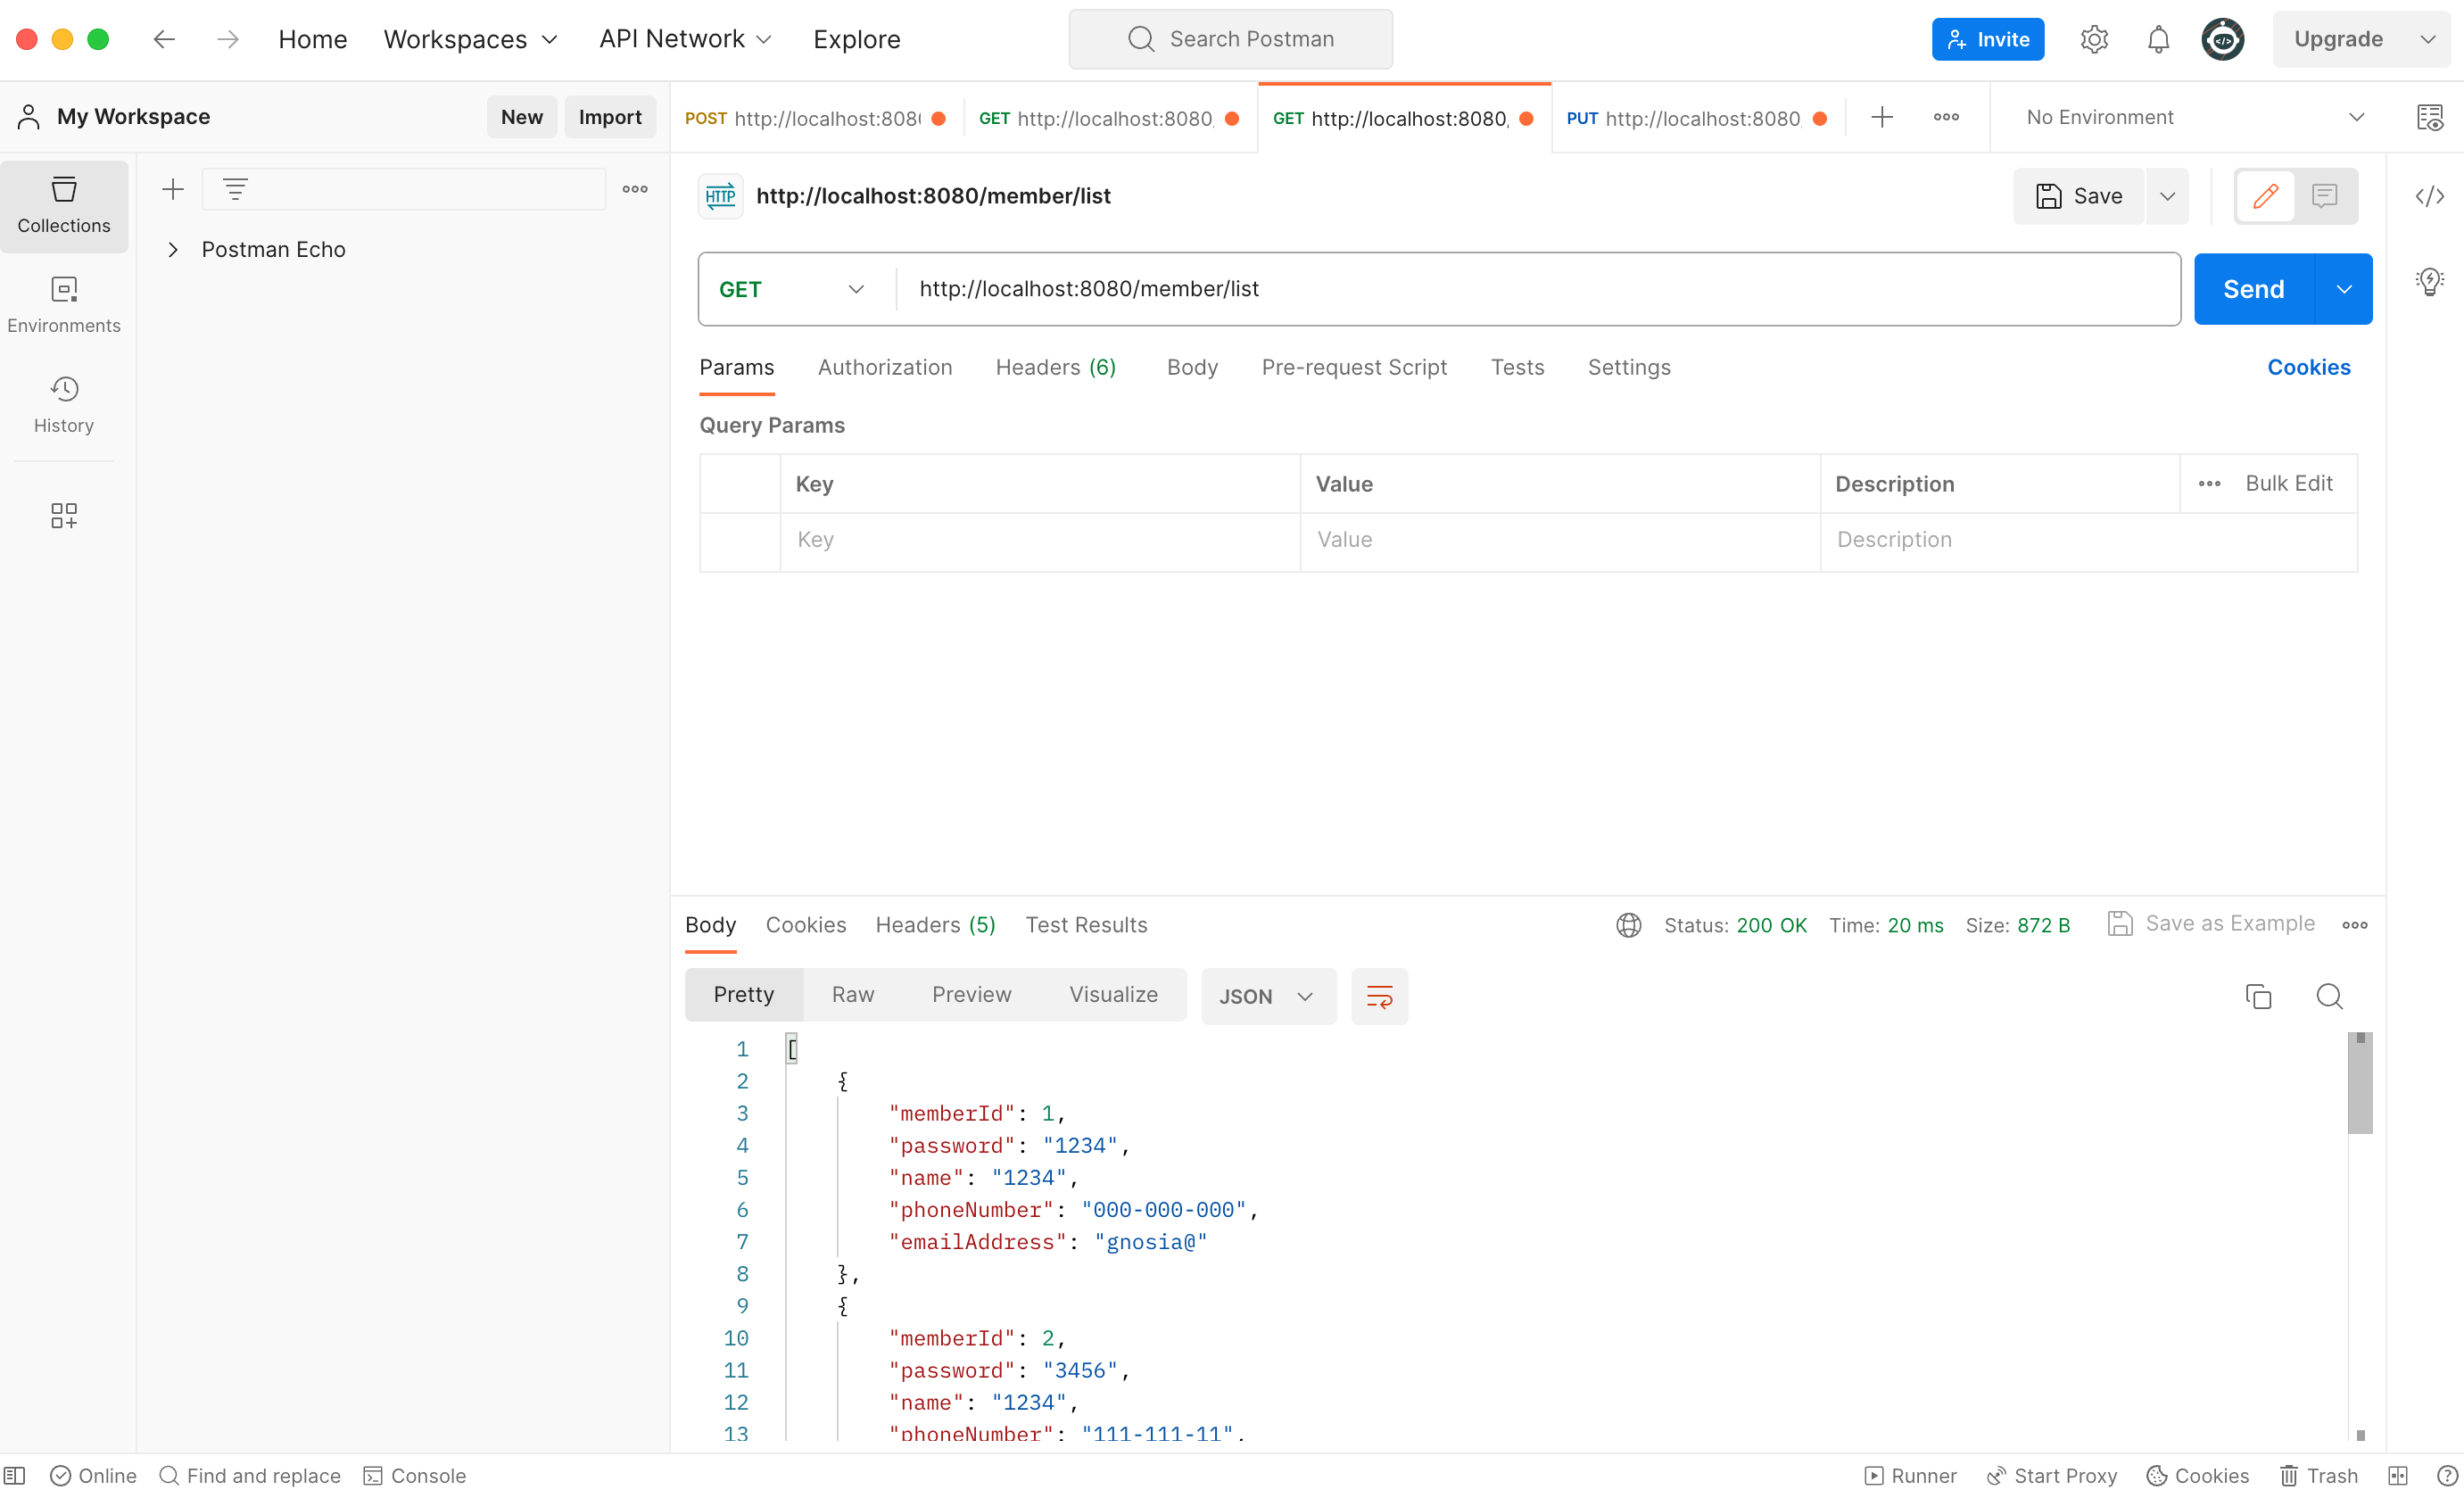 Home Workspaces API Network Explore Search Postman Invite Upgrade
My Workspace New Import POST http://localhost:808 GET http://localhost:8080, GET http://localhost:8080, PUT http://localhost:8080, No Environment
Collections
Environments
History
Postman Echo
HTTP http://localhost:8080/member/list Save
GET http://localhost:8080/member/list Send
Params Authorization Headers (6) Body Pre-request Script Tests Settings Cookies
Query Params
Key Value Description Bulk Edit
Key Value Description
Body Cookies Headers (5) Test Results Status: 200 OK Time: 20 ms Size: 872 B Save as Example
Pretty Raw Preview Visualize JSON
1 [
2 {
3 "memberId": 1,
4 "password": "1234",
5 "name": "1234",
6 "phoneNumber": "000-000-000",
7 "emailAddress": "gnosia@"
8 },
9 {
10 "memberId": 2,
11 "password": "3456",
12 "name": "1234",
13 "phoneNumber": "111-111-11",
Online Find and replace Console Runner Start Proxy Cookies Trash